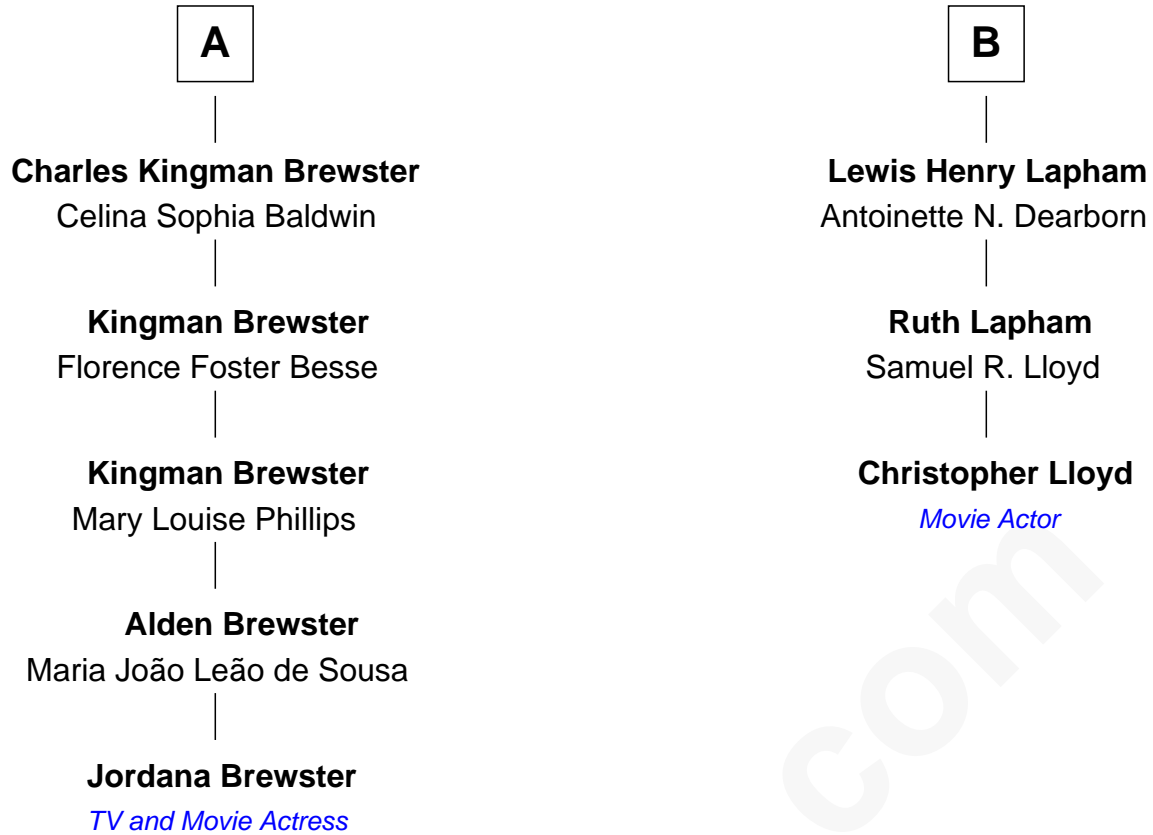 A
Charles Kingman Brewster
Celina Sophia Baldwin
Kingman Brewster
Florence Foster Besse
Kingman Brewster
Mary Louise Phillips
Alden Brewster
Maria João Leão de Sousa
Jordana Brewster
TV and Movie Actress
B
Lewis Henry Lapham
Antoinette N. Dearborn
Ruth Lapham
Samuel R. Lloyd
Christopher Lloyd
Movie Actor
com